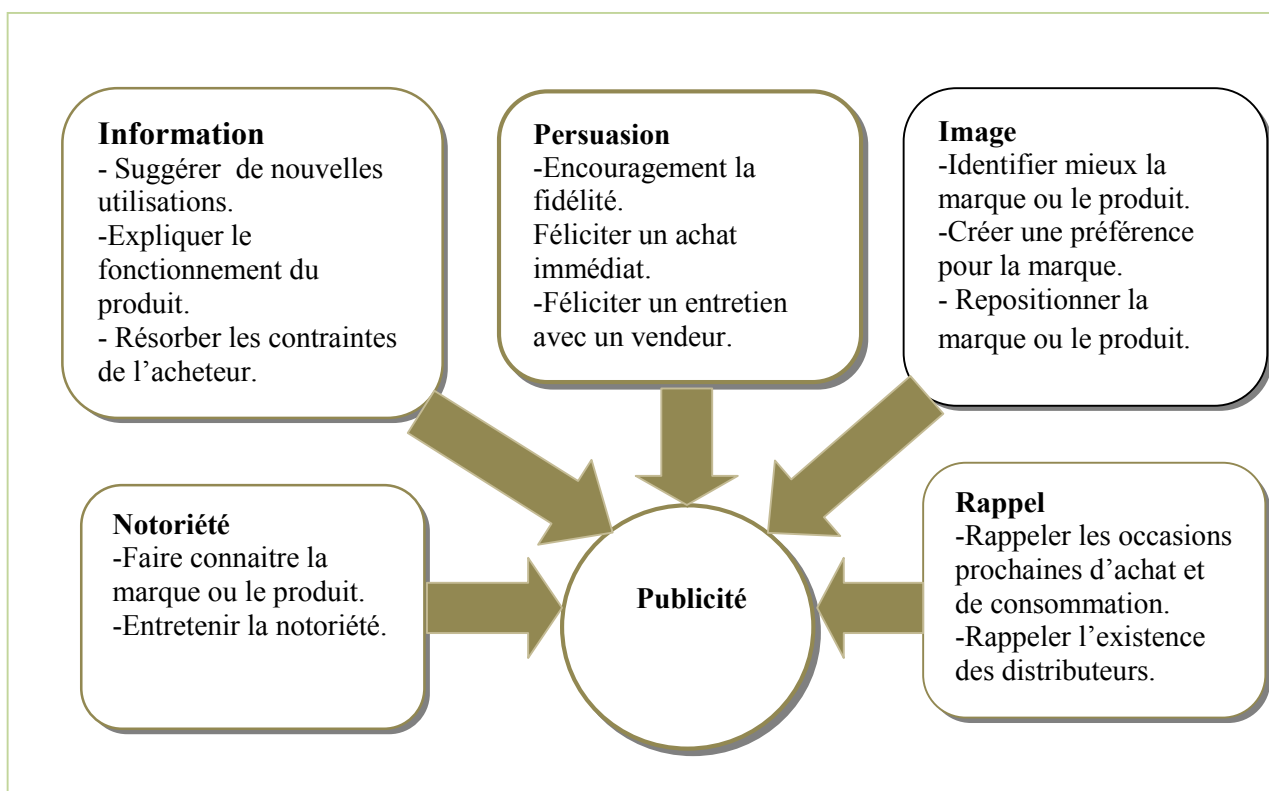 Information
- Suggérer de nouvelles
utilisations.
-Expliquer le
fonctionnement du
produit.
- Résorber les contraintes
de l’acheteur.
Persuasion
-Encouragement la
fidélité.
Féliciter un achat
immédiat.
-Féliciter un entretien
avec un vendeur.
Image
-Identifier mieux la
marque ou le produit.
-Créer une préférence
pour la marque.
- Repositionner la
marque ou le produit.
Notoriété
-Faire connaitre la
marque ou le produit.
-Entretenir la notoriété.
Publicité
Rappel
-Rappeler les occasions
prochaines d’achat et
de consommation.
-Rappeler l’existence
des distributeurs.